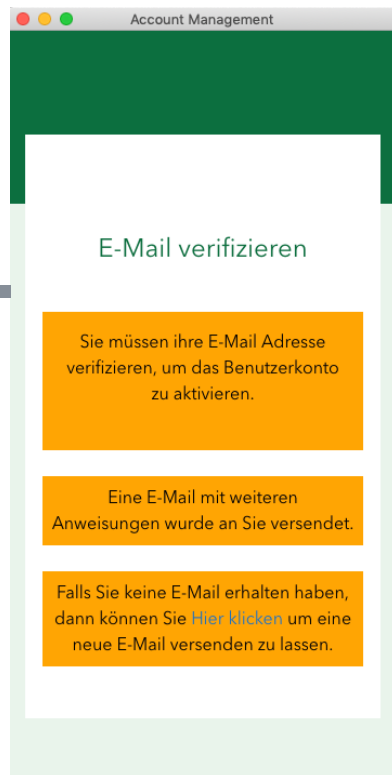 Account Management
E-Mail verifizieren
Sie müssen ihre E-Mail Adresse
verifizieren, um das Benutzerkonto
zu aktivieren.
Eine E-Mail mit weiteren
Anweisungen wurde an Sie versendet.
Falls Sie keine E-Mail erhalten haben,
dann können Sie Hier klicken um eine
neue E-Mail versenden zu lassen.